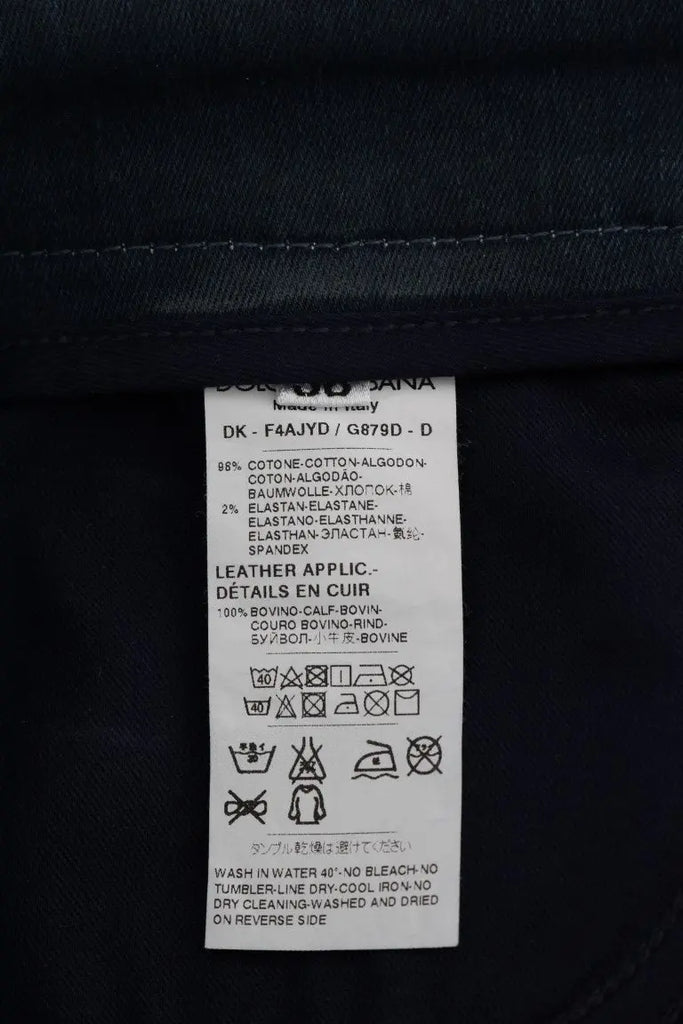 Made in Italy
DK - F4AJYD / G879D - D
98% COTONE-COTTON-ALGODON-
COTON-ALGODÃO-
BAUMWOLLE-ХЛОПОК-棉
2% ELASTAN-ELASTANE-
ELASTANO-ELASTHANNE-
ELASTHAN-ЭЛАСТАН-氨纶-
SPANDEX
LEATHER APPLIC.-
DÉTAILS EN CUIR
100% BOVINO-CALF-BOVIN-
COURO BOVINO-RIND-
БУЙВОЛ-小牛皮-BOVINE
40
40
30
タンブル乾燥は避けてください
WASH IN WATER 40°-NO BLEACH-NO
TUMBLER-LINE DRY-COOL IRON-NO
DRY CLEANING-WASHED AND DRIED
ON REVERSE SIDE